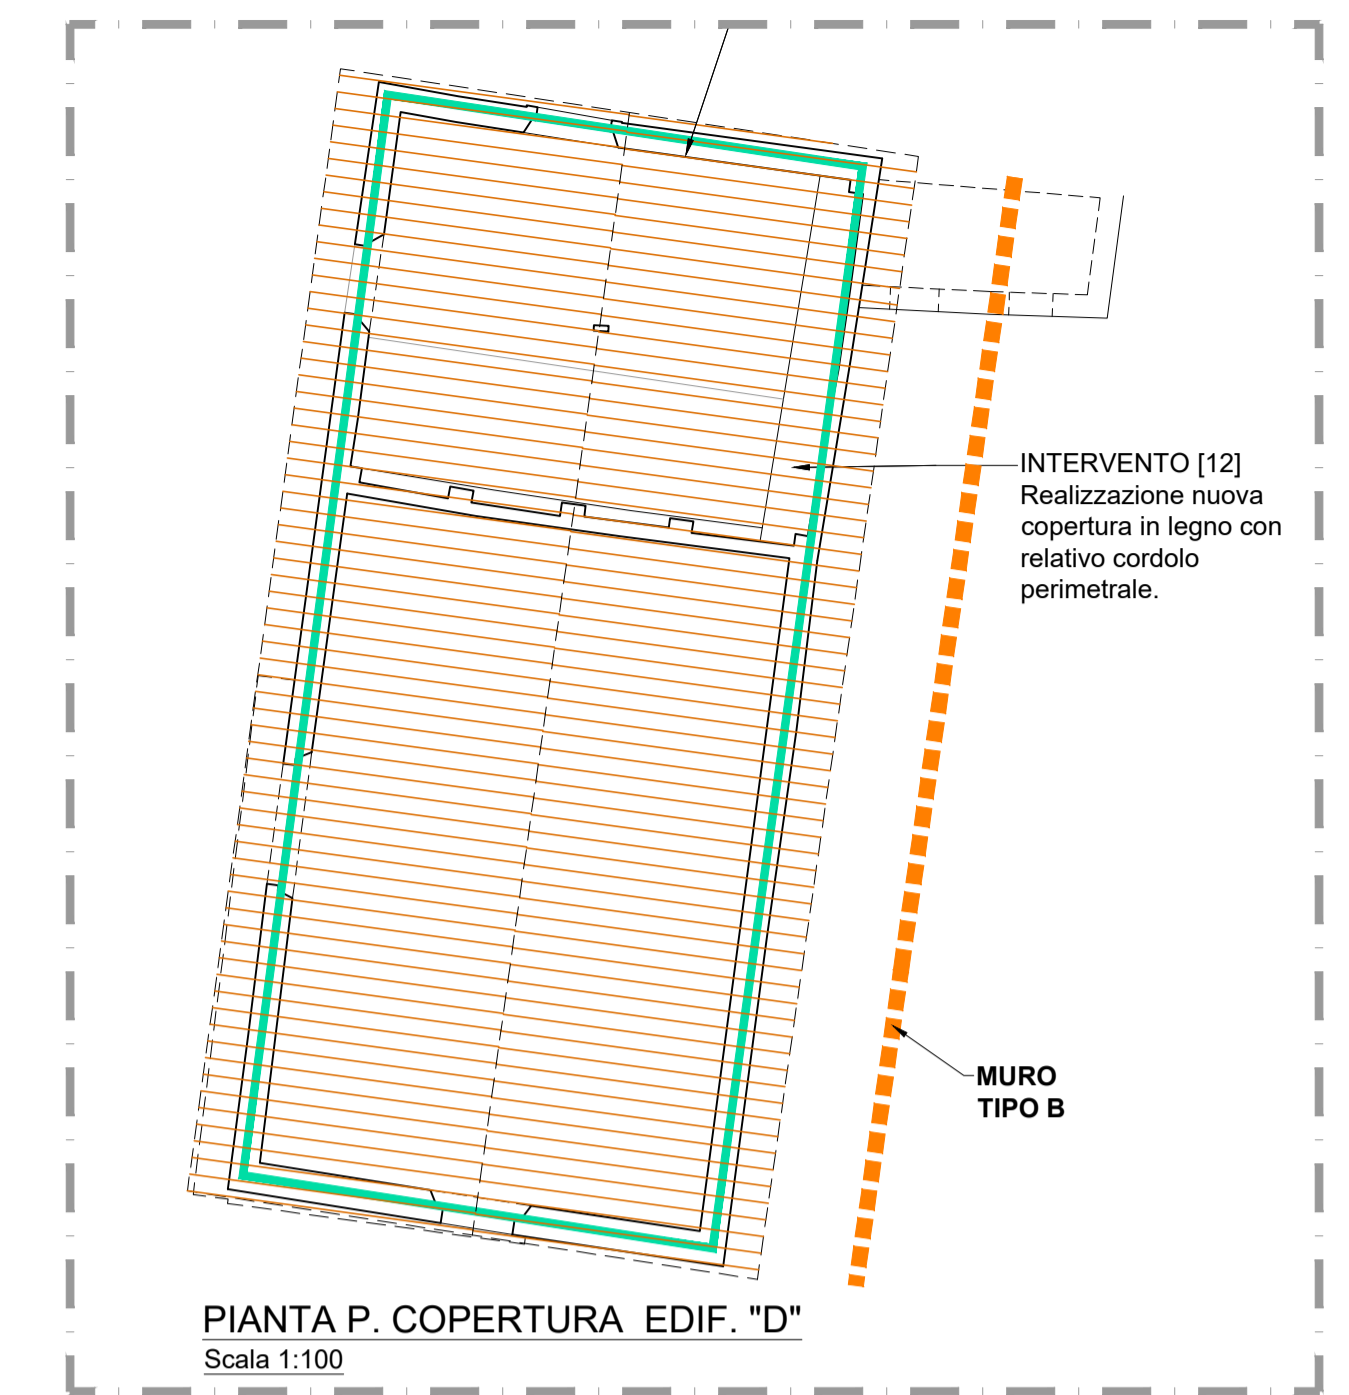 INTERVENTO [12]
Realizzazione nuova
copertura in legno con
relativo cordolo
perimetrale.
MURO
TIPO B
PIANTA P. COPERTURA  EDIF. "D"
Scala 1:100